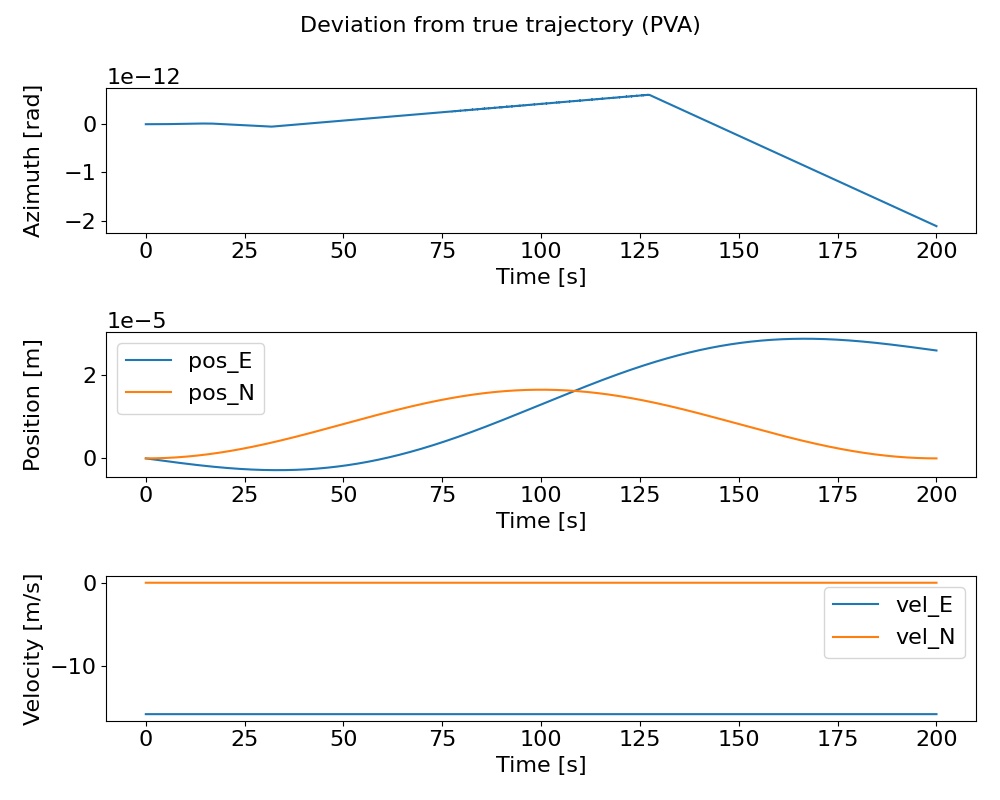 Deviation from true trajectory (PVA)
1e−12
Azimuth [rad]
0
−1
−2
0 25 50 75 100 125 150 175 200
Time [s]
1e−5
Position [m]
2
0
pos_E
pos_N
0 25 50 75 100 125 150 175 200
Time [s]
Velocity [m/s]
0
−10
vel_E
vel_N
0 25 50 75 100 125 150 175 200
Time [s]